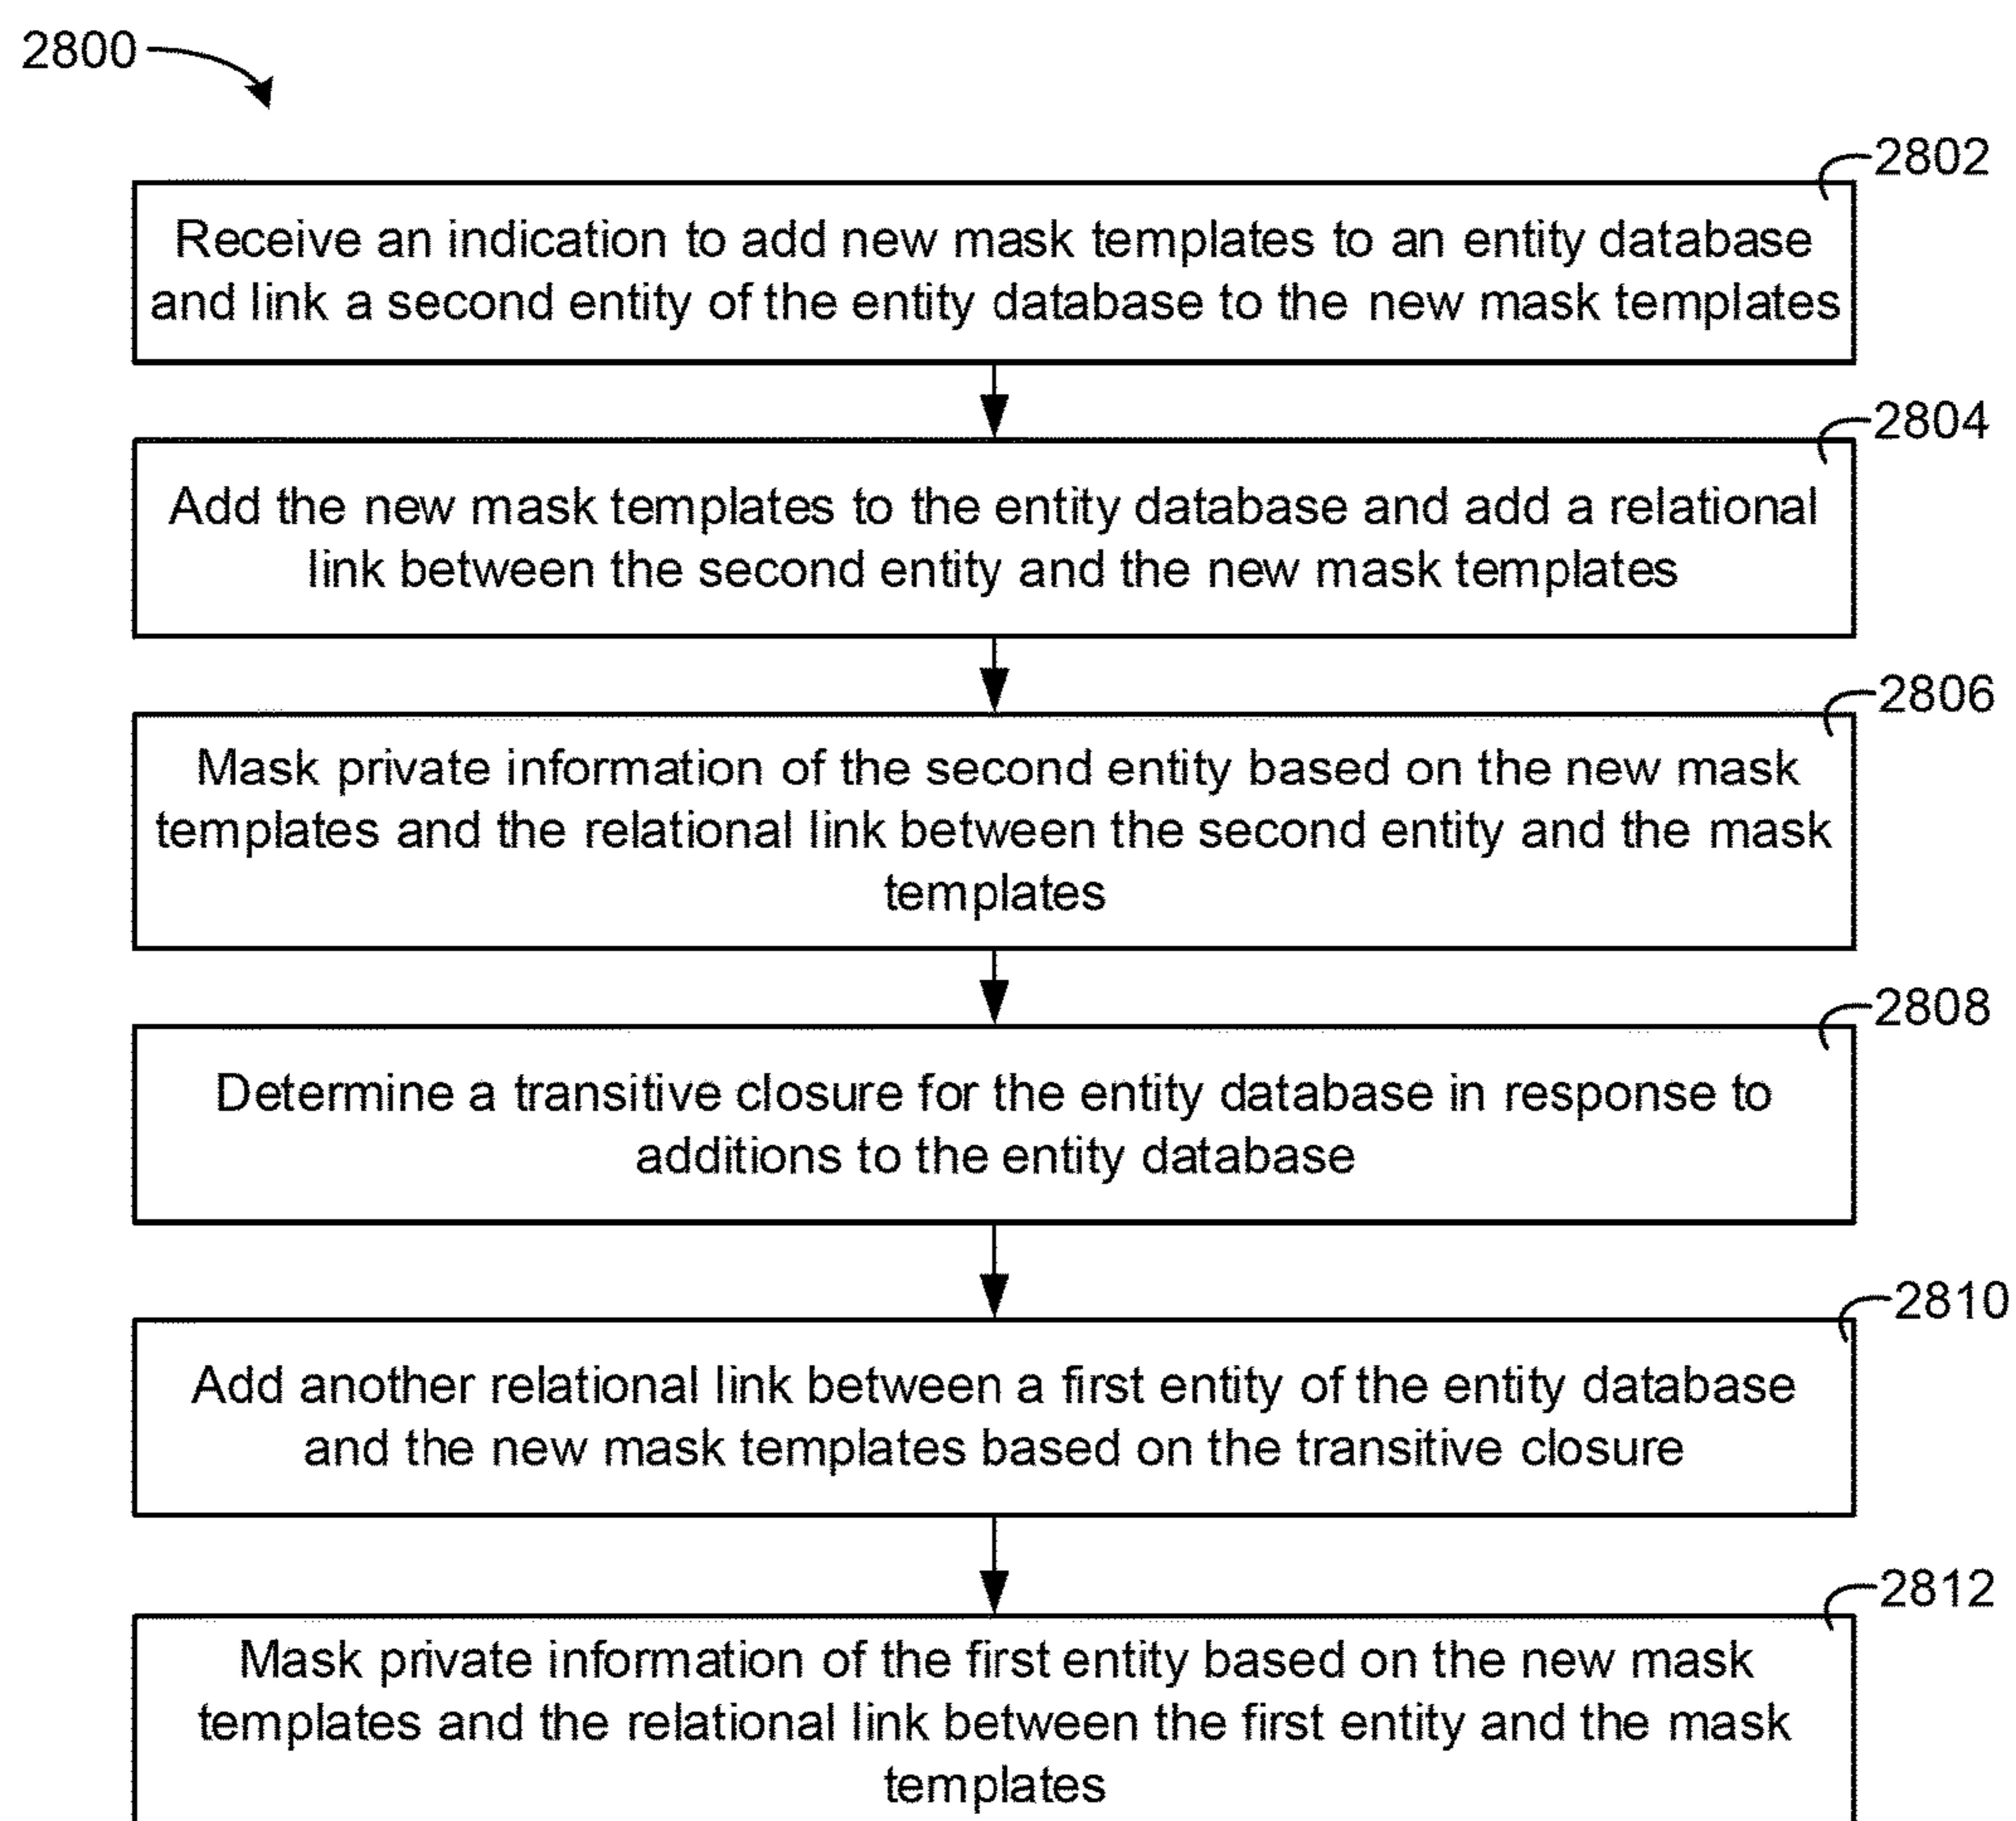 2800
2802
Receive an indication to add new mask templates to an entity database
and link a second entity of the entity database to the new mask templates
2804
Add the new mask templates to the entity database and add a relational
link between the second entity and the new mask templates
2806
Mask private information of the second entity based on the new mask
templates and the relational link between the second entity and the mask
templates
2808
Determine a transitive closure for the entity database in response to
additions to the entity database
2810
Add another relational link between a first entity of the entity database
and the new mask templates based on the transitive closure
2812
Mask private information of the first entity based on the new mask
templates and the relational link between the first entity and the mask
templates